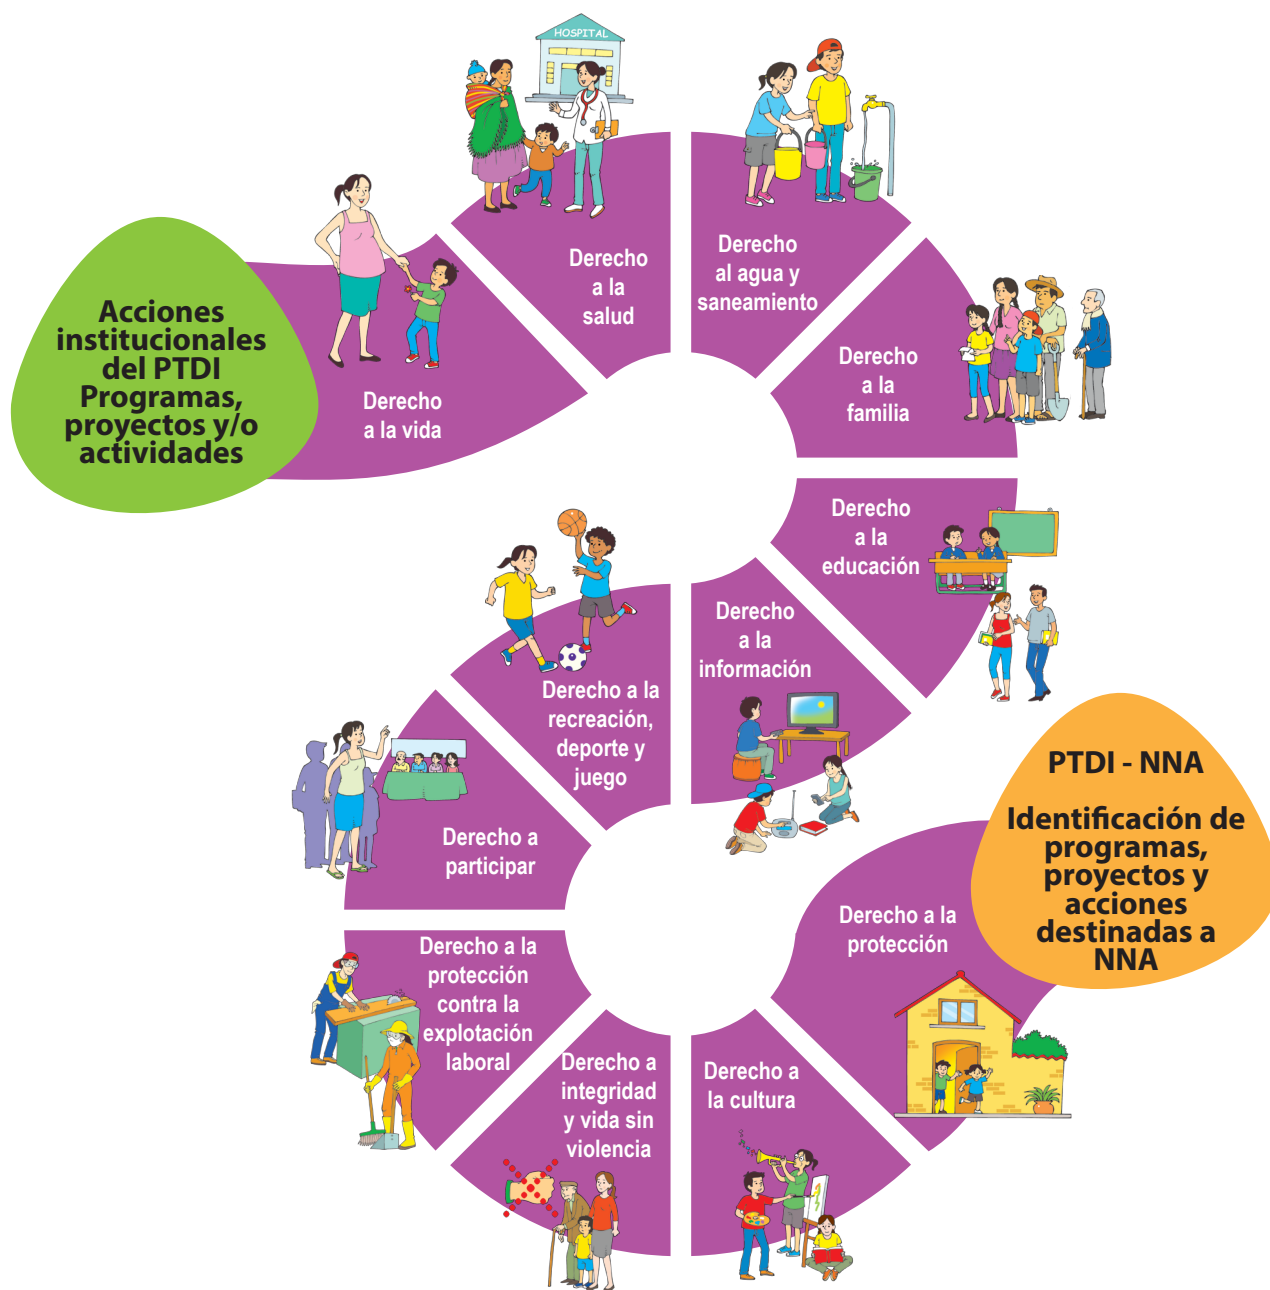 HOSPITAL
Acciones
institucionales
del PTDI
Programas,
proyectos y/o
actividades
Derecho
a la vida
Derecho
a la
salud
Derecho
al agua y
saneamiento
Derecho
a la
familia
Derecho
a la
educación
Derecho
a la
información
Derecho a la
recreación,
deporte y
juego
Derecho a
participar
Derecho a la
protección
contra la
explotación
laboral
Derecho a
integridad
y vida sin
violencia
Derecho a
la cultura
Derecho a la
protección
PTDI - NNA
Identificación de
programas,
proyectos y
acciones
destinadas a
NNA